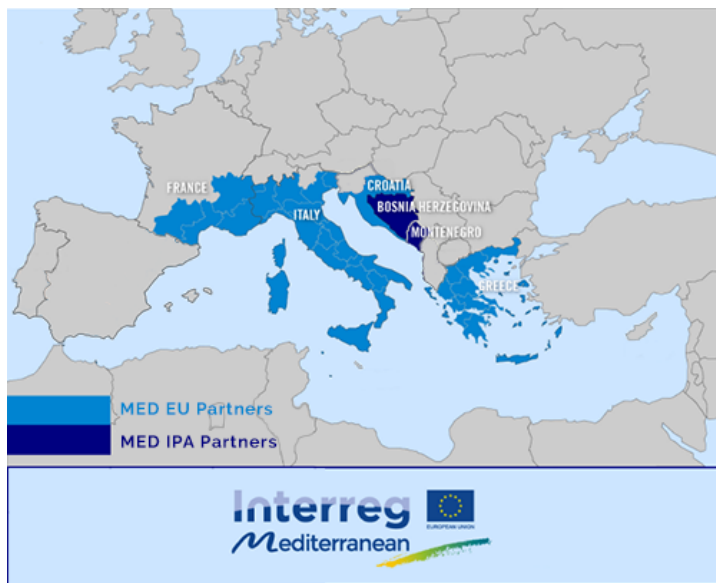 FRANCE
CROATIA
BOSNIA HERZEGOVINA
ITALY
MONTENEGRO
GREECE
MED EU Partners
MED IPA Partners
Interreg
EUROPEAN UNION
Mediterranean